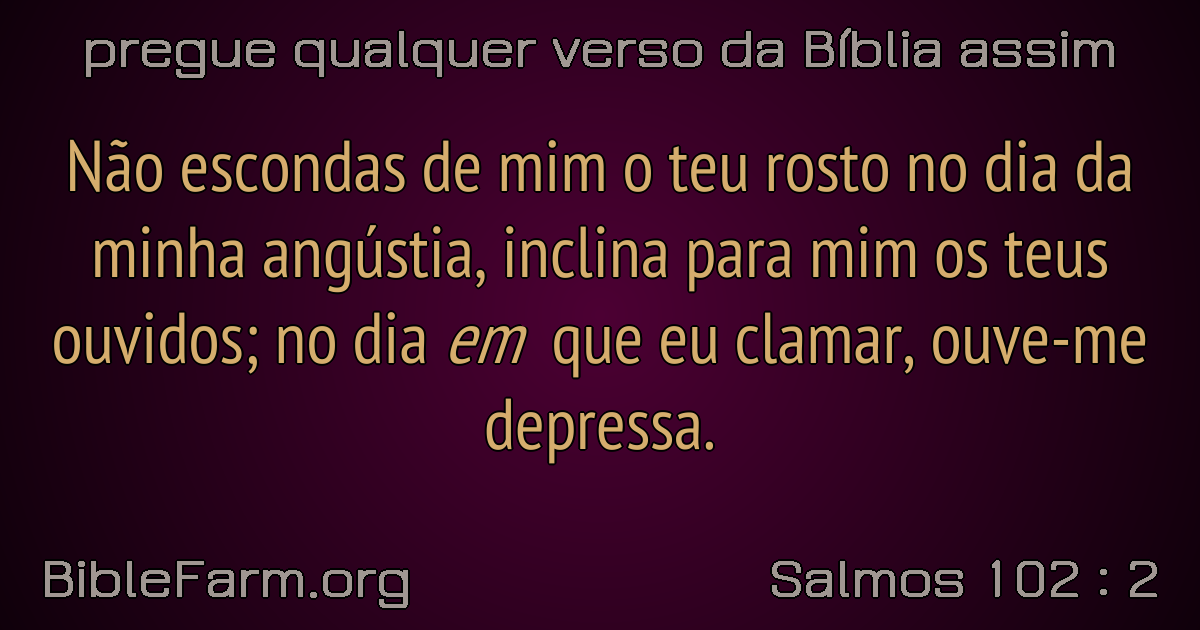 pregue qualquer verso da Bíblia assim
Não escondas de mim o teu rosto no dia da
minha angústia, inclina para mim os teus
ouvidos; no dia em que eu clamar, ouve-me
depressa.
BibleFarm.org
Salmos 102 : 2